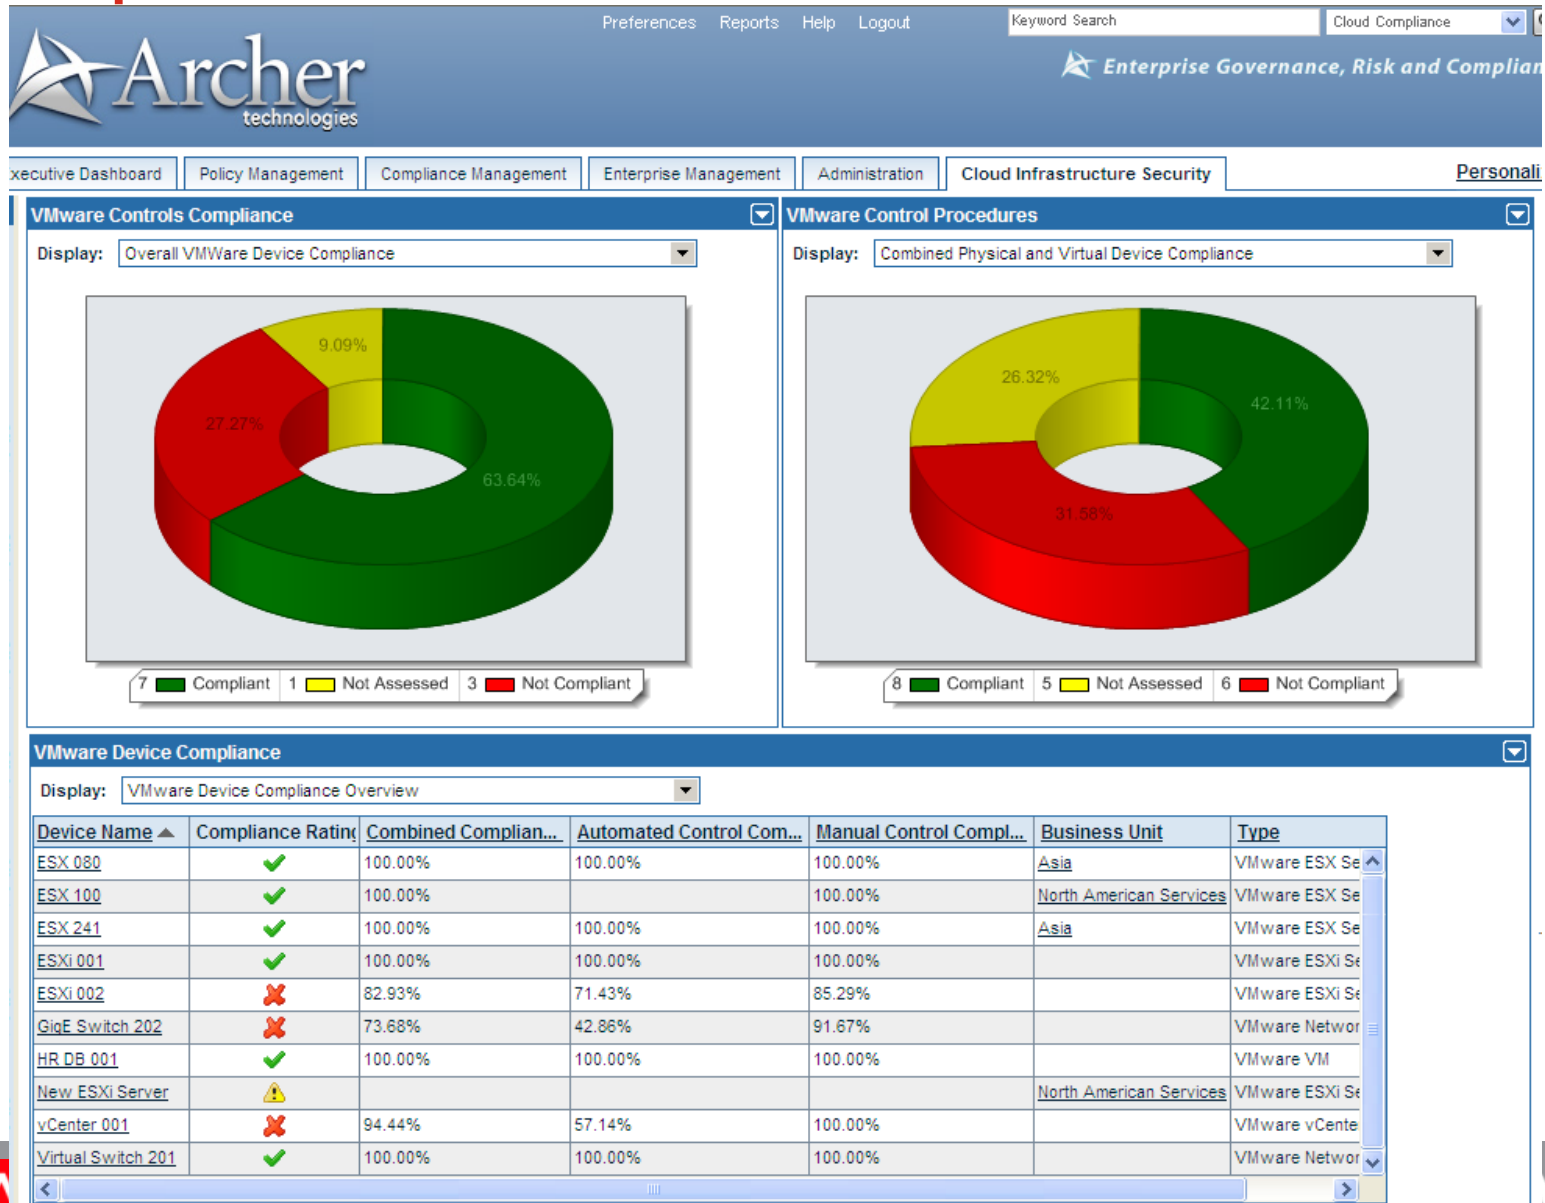 Preferences Reports Help Logout Keyword Search Cloud Compliance
Archer
technologies
Enterprise Governance, Risk and Complian
xecutive Dashboard Policy Management Compliance Management Enterprise Management Administration Cloud Infrastructure Security Personali
VMware Controls Compliance VMware Control Procedures
Display: Overall VMWare Device Compliance Display: Combined Physical and Virtual Device Compliance
9.09%
27.27%
63.64%
26.32%
42.11%
31.58%
7 Compliant 1 Not Assessed 3 Not Compliant
8 Compliant 5 Not Assessed 6 Not Compliant
VMware Device Compliance
Display: VMware Device Compliance Overview
Device Name Compliance Rating Combined Complian... Automated Control Com... Manual Control Compl... Business Unit Type
ESX 080 100.00% 100.00% 100.00% Asia VMware ESX Se
ESX 100 100.00% 100.00% North American Services VMware ESX Se
ESX 241 100.00% 100.00% 100.00% Asia VMware ESX Se
ESXi 001 100.00% 100.00% 100.00% VMware ESXi Se
ESXi 002 82.93% 71.43% 85.29% VMware ESXi Se
GigE Switch 202 73.68% 42.86% 91.67% VMware Networ
HR DB 001 100.00% 100.00% 100.00% VMware VM
New ESXi Server North American Services VMware ESXi Se
vCenter 001 94.44% 57.14% 100.00% VMware vCente
Virtual Switch 201 100.00% 100.00% 100.00% VMware Networ